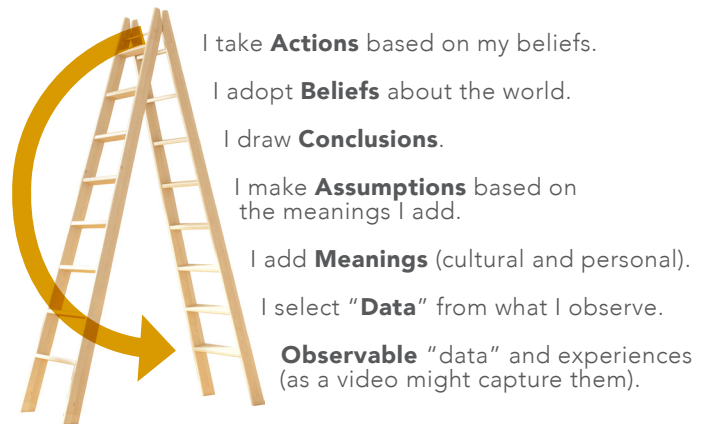 I take Actions based on my beliefs.
I adopt Beliefs about the world.
I draw Conclusions.
I make Assumptions based on
the meanings I add.
I add Meanings (cultural and personal).
I select “Data” from what I observe.
Observable “data” and experiences
(as a video might capture them).